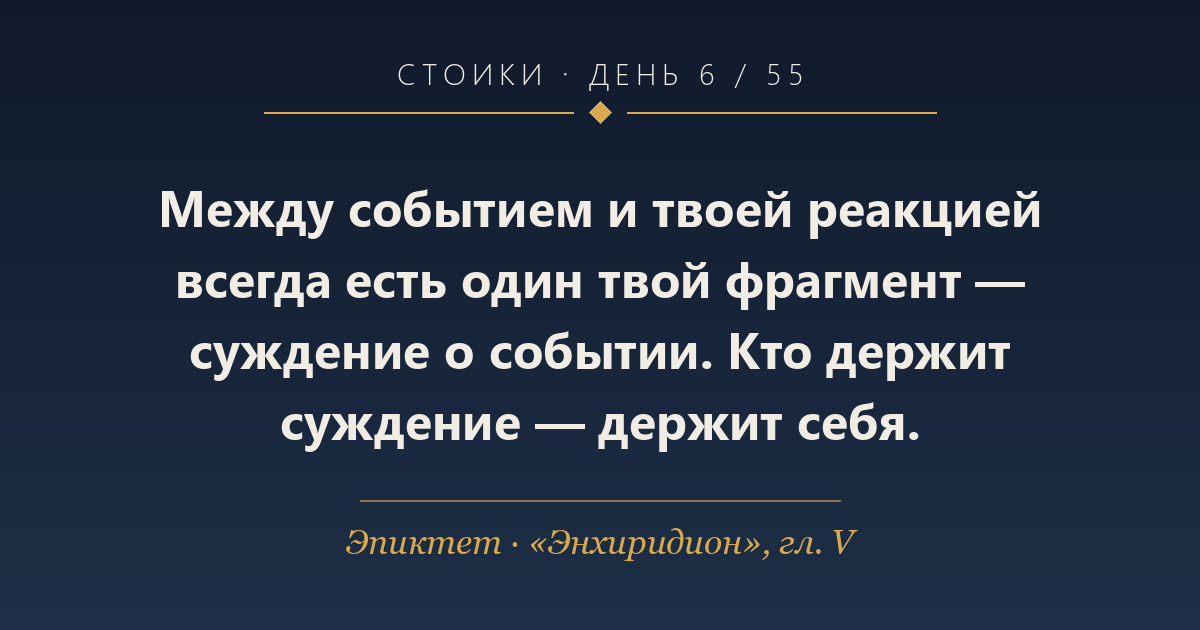 СТОИКИ · ДЕНЬ 6 / 55
Между событием и твоей реакцией
всегда есть один твой фрагмент —
суждение о событии. Кто держит
суждение — держит себя.
Эпиктет · «Энхиридион», гл. V